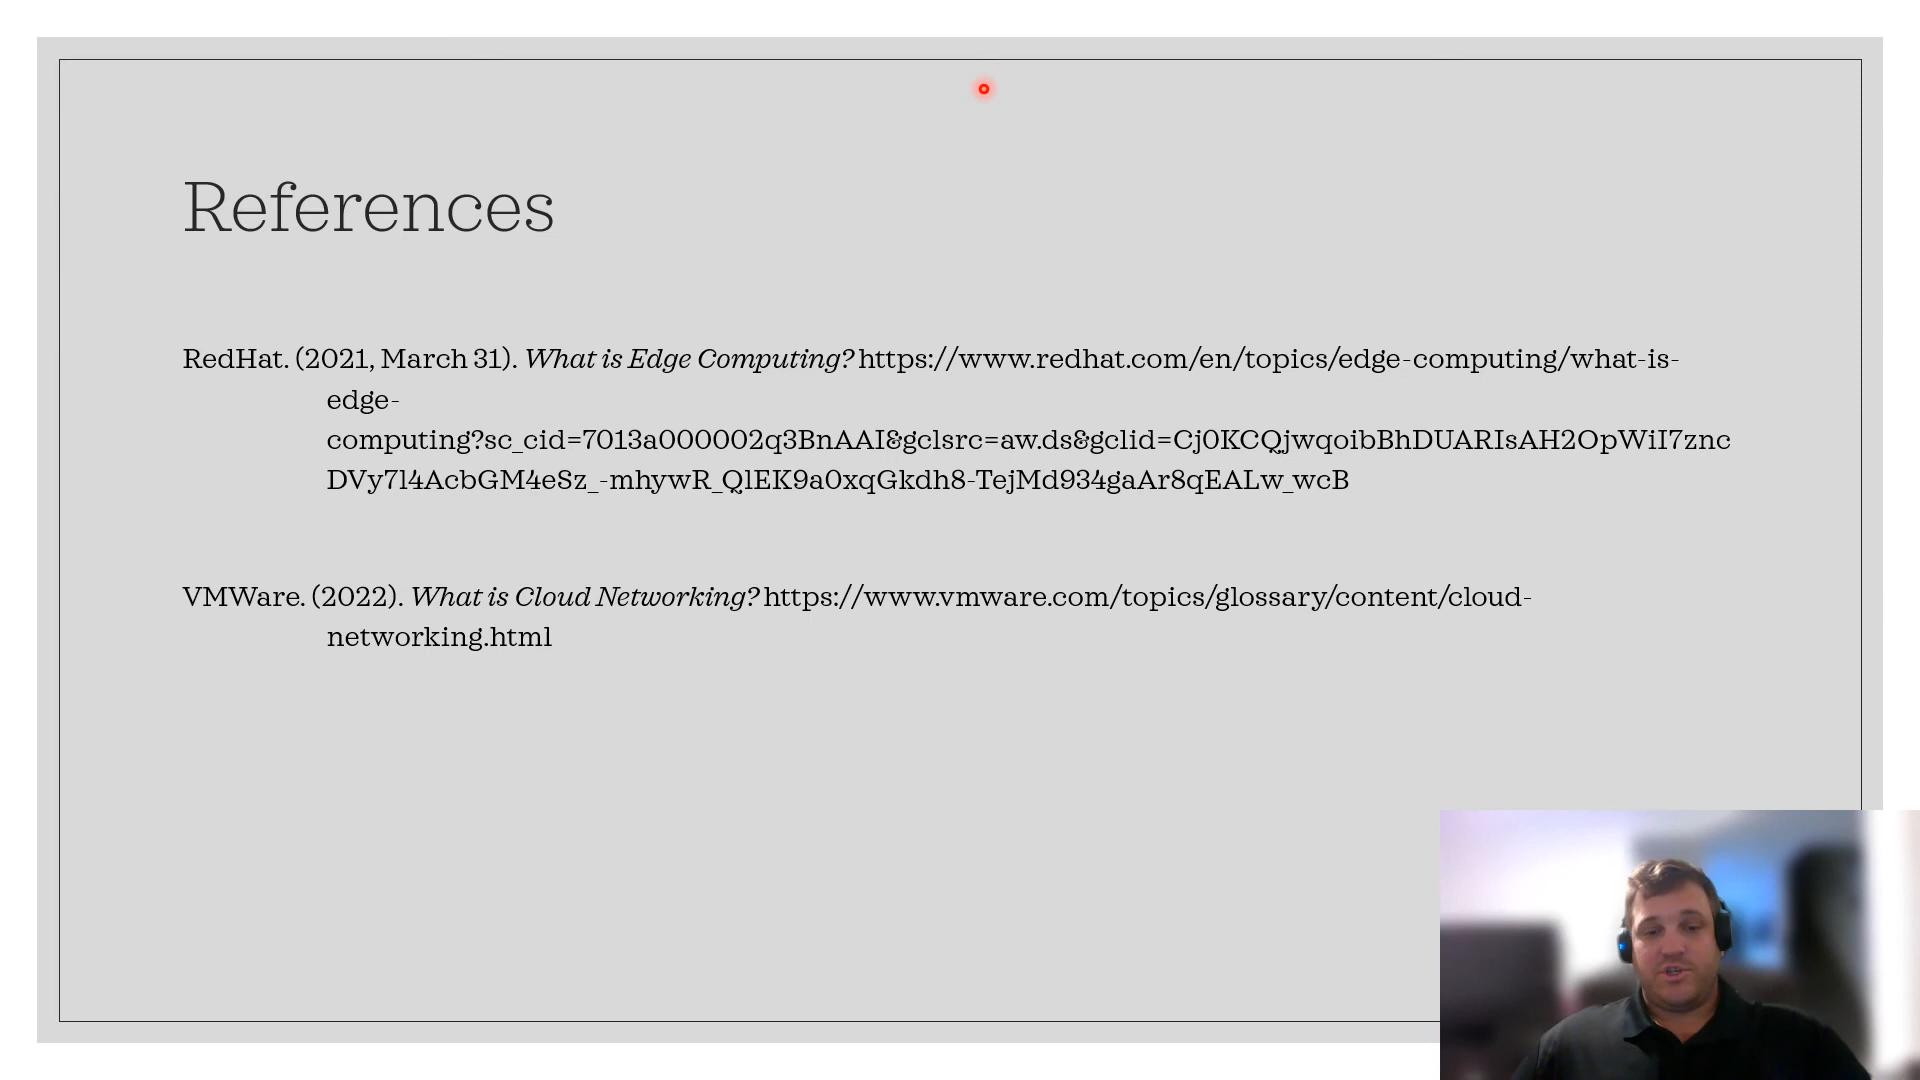 References
RedHat. (2021, March 31). What is Edge Computing? https://www.redhat.com/en/topics/edge-computing/what-is-
edge-
computing?sc_cid=7013a000002q3BnAAI&gclsrc=aw.ds&gclid=Cj0KCQjwqoibBhDUARIsAH2OpWiI7znc
DVy7l4AcbGM4eSz_-mhywR_QlEK9a0xqGkdh8-TejMd934gaAr8qEALw_wcB
VMWare. (2022). What is Cloud Networking? https://www.vmware.com/topics/glossary/content/cloud-
networking.html